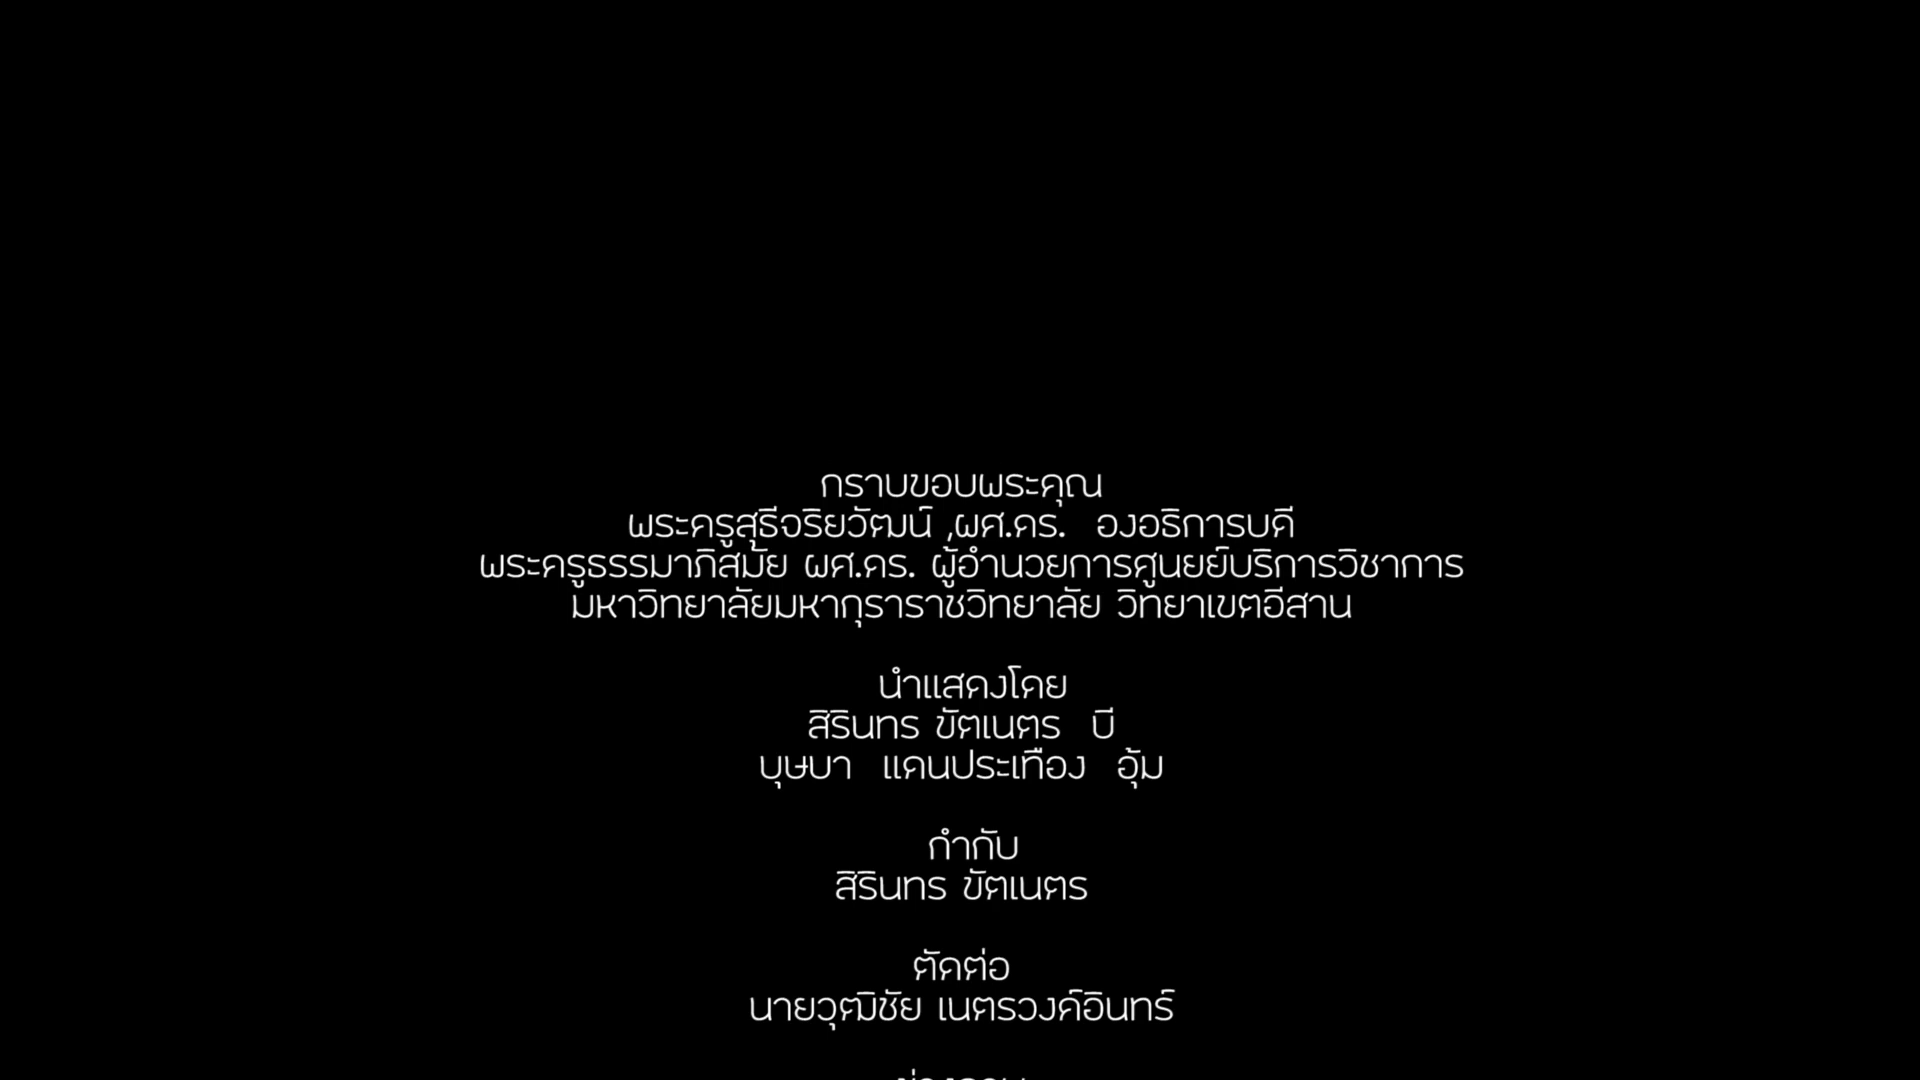 กราบขอบพระคุณ
พระครูสุธีจริยวัฒน์ ,ผศ.ดร. องอธิการบดี
พระครูธรรมาภิสมัย ผศ.ดร. ผู้อำนวยการศูนยย์บริการวิชาการ
มหาวิทยาลัยมหากุราราชวิทยาลัย วิทยาเขตอีสาน
นำแสดงโดย
สิรินทร ขัตเนตร บี
บุษบา แดนประเทือง อุ้ม
กำกับ
สิรินทร ขัตเนตร
ตัดต่อ
นายวุฒิชัย เนตรวงค์อินทร์